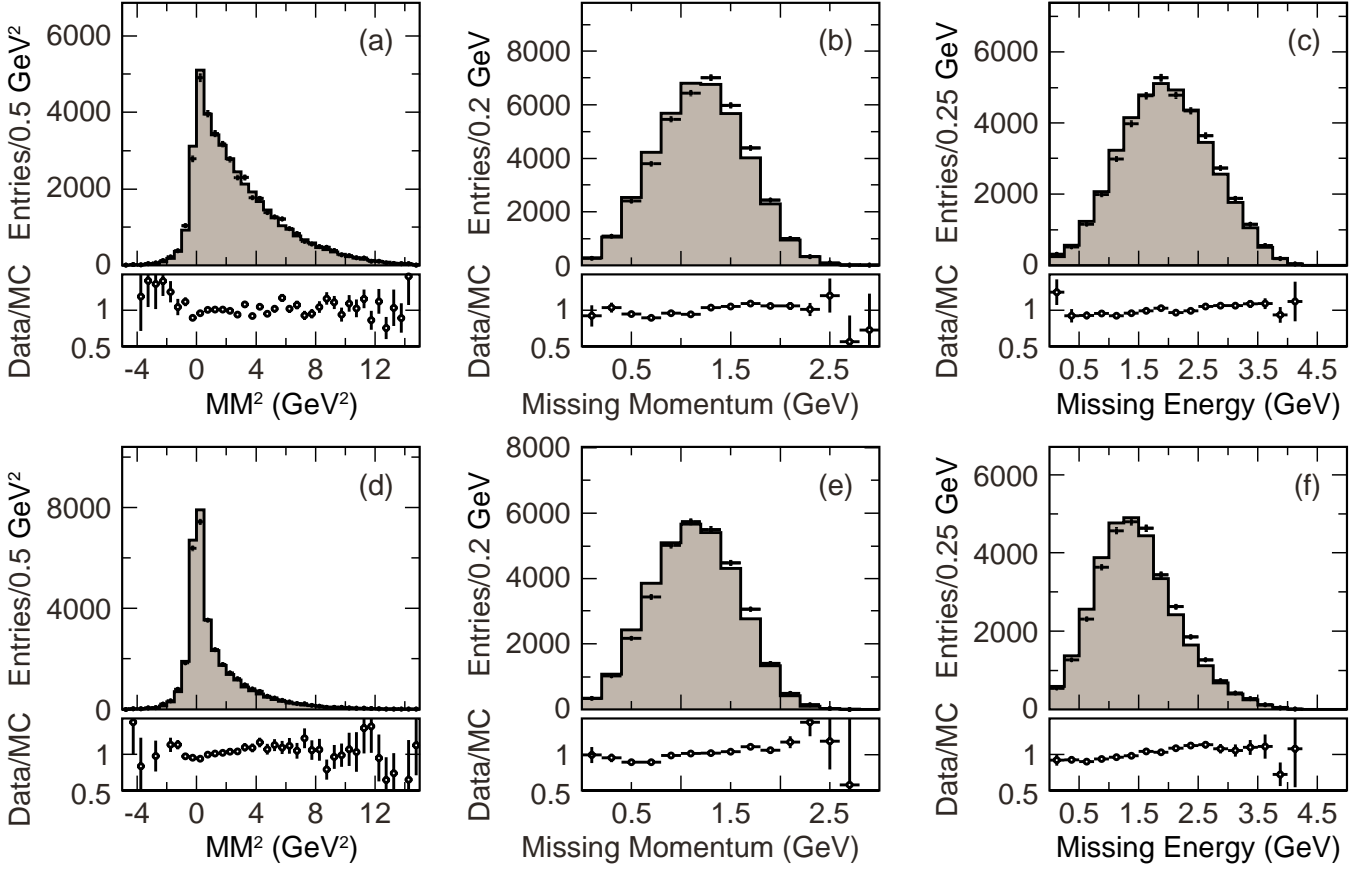 (a)
Entries/0.5 GeV²
6000
4000
2000
0
Data/MC
1
0.5
-4 0 4 8 12
MM² (GeV²)
(b)
Entries/0.2 GeV
8000
6000
4000
2000
0
Data/MC
1
0.5
0.5 1.5 2.5
Missing Momentum (GeV)
(c)
Entries/0.25 GeV
6000
4000
2000
0
Data/MC
1
0.5
0.5 1.5 2.5 3.5 4.5
Missing Energy (GeV)
(d)
Entries/0.5 GeV²
8000
4000
0
Data/MC
1
0.5
-4 0 4 8 12
MM² (GeV²)
(e)
Entries/0.2 GeV
8000
6000
4000
2000
0
Data/MC
1
0.5
0.5 1.5 2.5
Missing Momentum (GeV)
(f)
Entries/0.25 GeV
6000
4000
2000
0
Data/MC
1
0.5
0.5 1.5 2.5 3.5 4.5
Missing Energy (GeV)